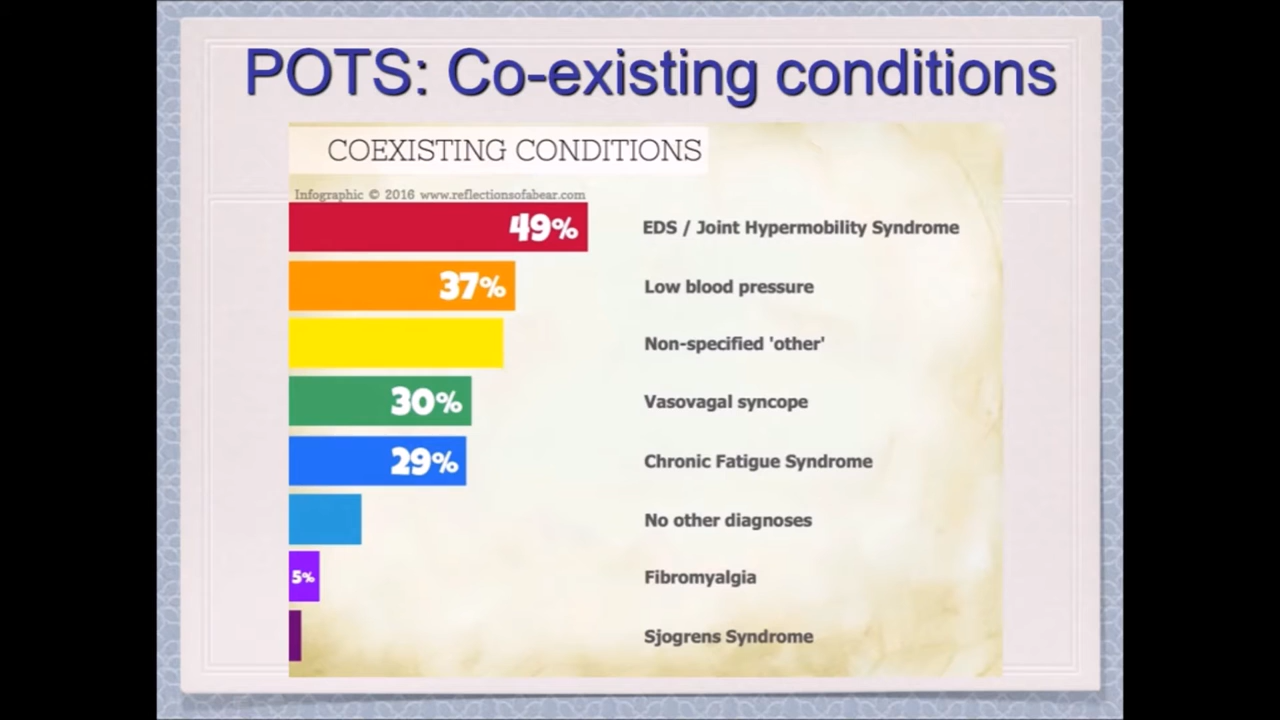 POTS: Co-existing conditions
COEXISTING CONDITIONS
Infographic © 2016 www.reflectionsofabear.com
49% EDS / Joint Hypermobility Syndrome
37% Low blood pressure
Non-specified 'other'
30% Vasovagal syncope
29% Chronic Fatigue Syndrome
No other diagnoses
5% Fibromyalgia
Sjogrens Syndrome